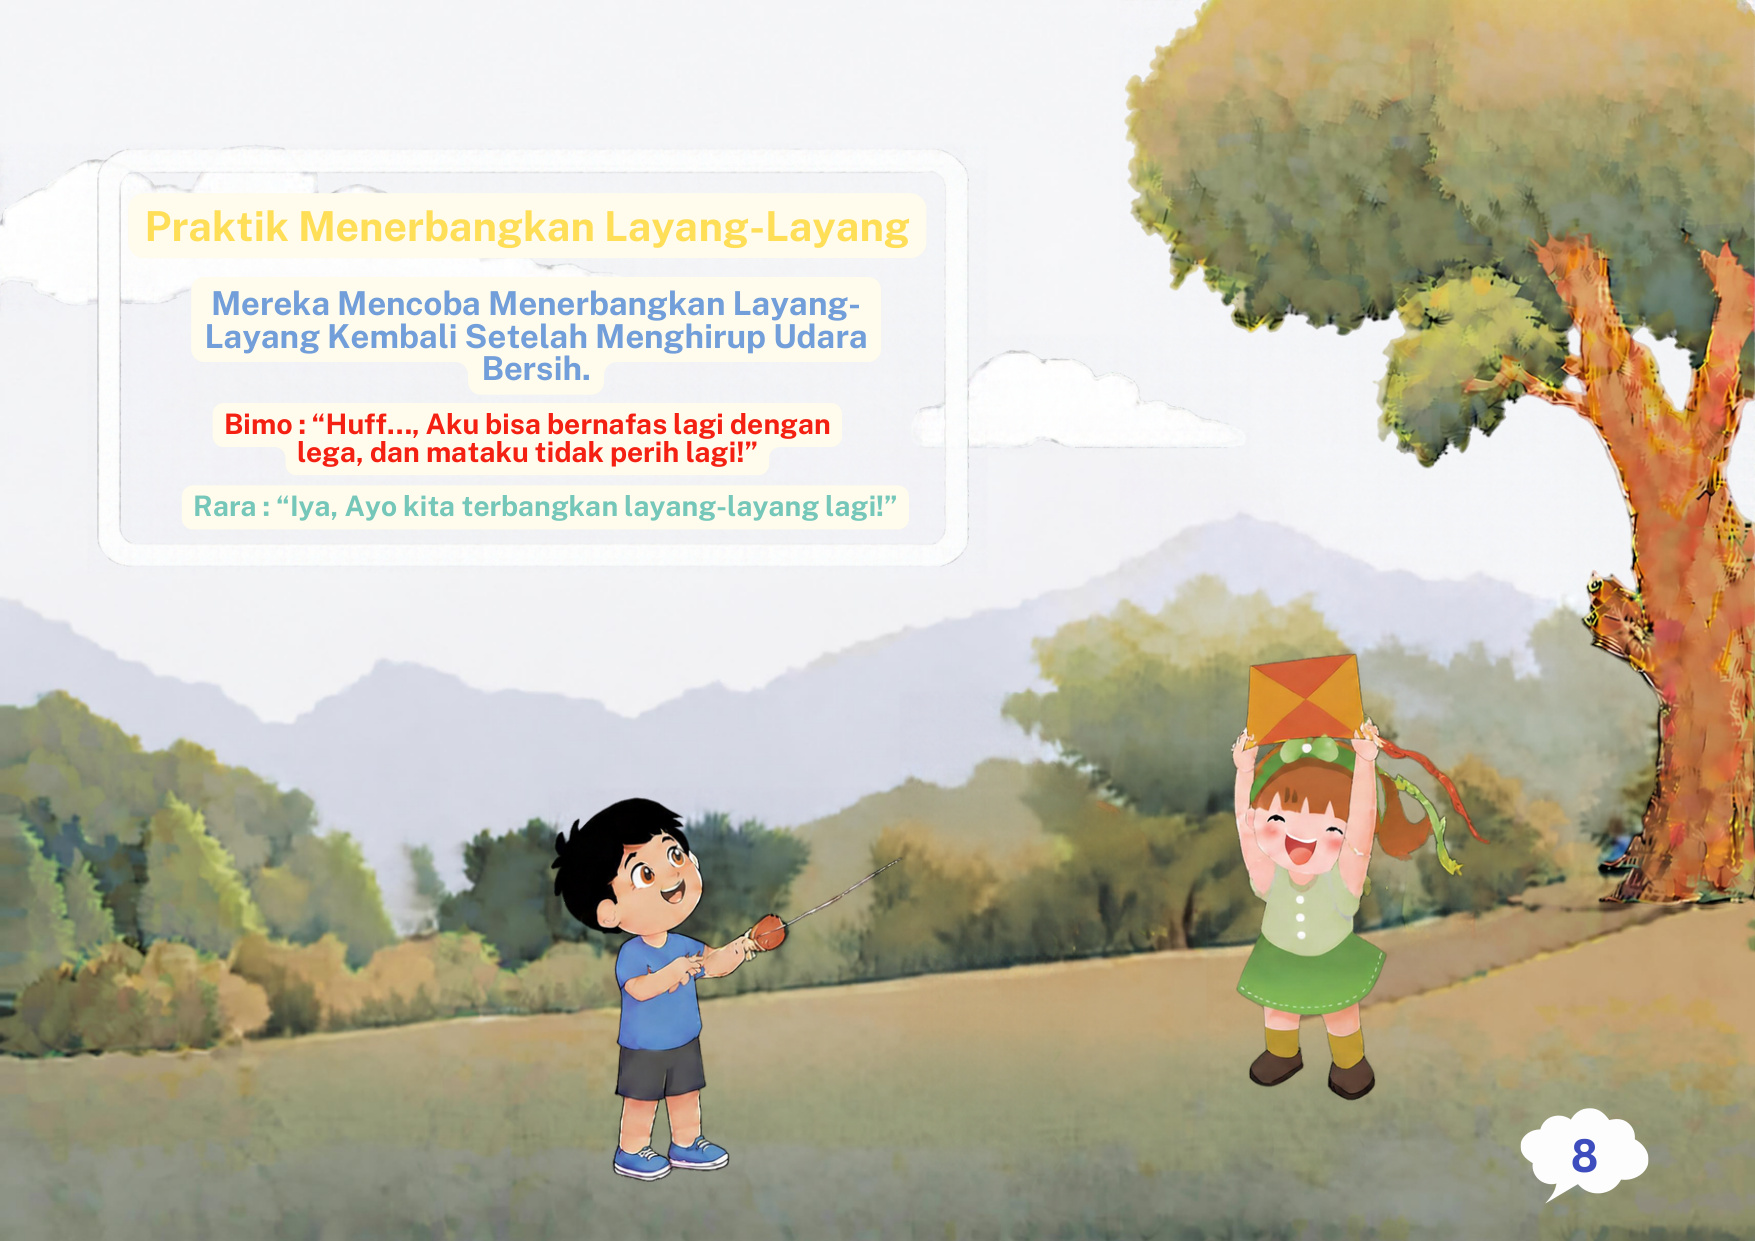 Praktik Menerbangkan Layang-Layang
Mereka Mencoba Menerbangkan Layang-
Layang Kembali Setelah Menghirup Udara
Bersih.
Bimo : “Huff..., Aku bisa bernafas lagi dengan
lega, dan mataku tidak perih lagi!”
Rara : “Iya, Ayo kita terbangkan layang-layang lagi!”
8